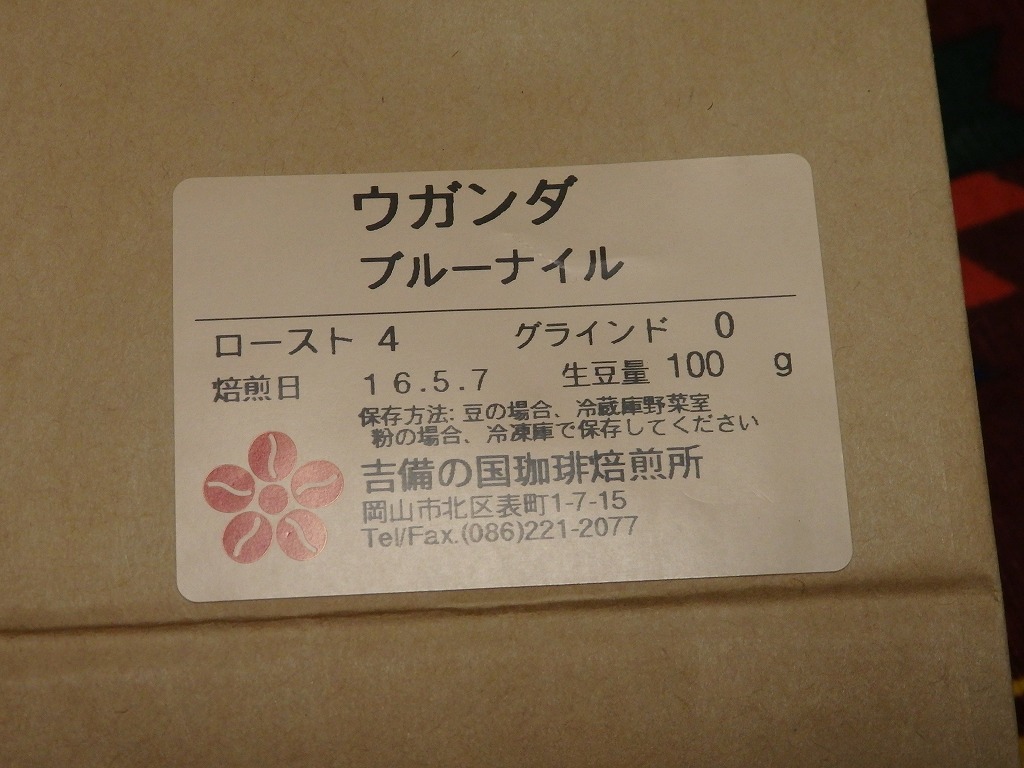 ウガンダ
ブルーナイル
ロースト 4 グラインド 0
焙煎日 16.5.7 生豆量 100 g
保存方法: 豆の場合、冷蔵庫野菜室
粉の場合、冷凍庫で保存してください
吉備の国珈琲焙煎所
岡山市北区表町1-7-15
Tel/Fax.(086)221-2077